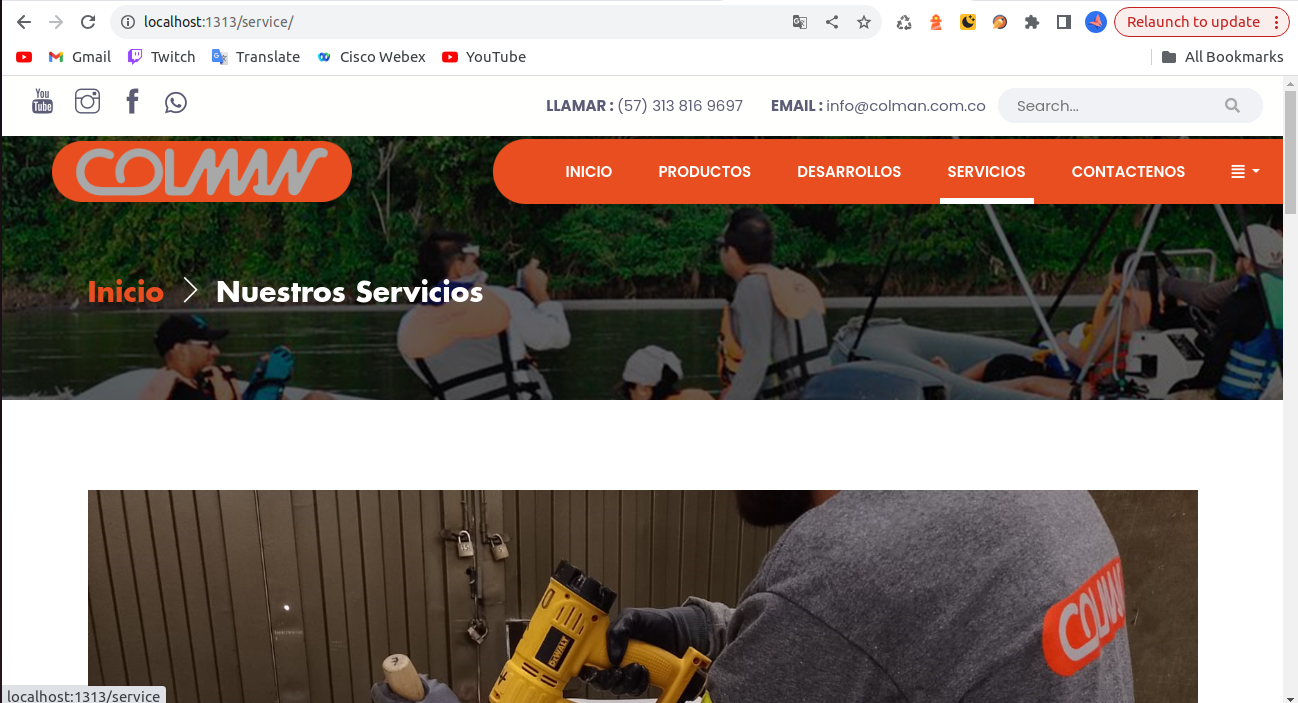 localhost:1313/service/
Relaunch to update
Gmail
Twitch
Translate
Cisco Webex
YouTube
All Bookmarks
You
Tube
LLAMAR : (57) 313 816 9697
EMAIL : info@colman.com.co
Search...
COLMAN
INICIO
PRODUCTOS
DESARROLLOS
SERVICIOS
CONTACTENOS
Inicio
Nuestros Servicios
COLMAN
DEWALT
localhost:1313/service